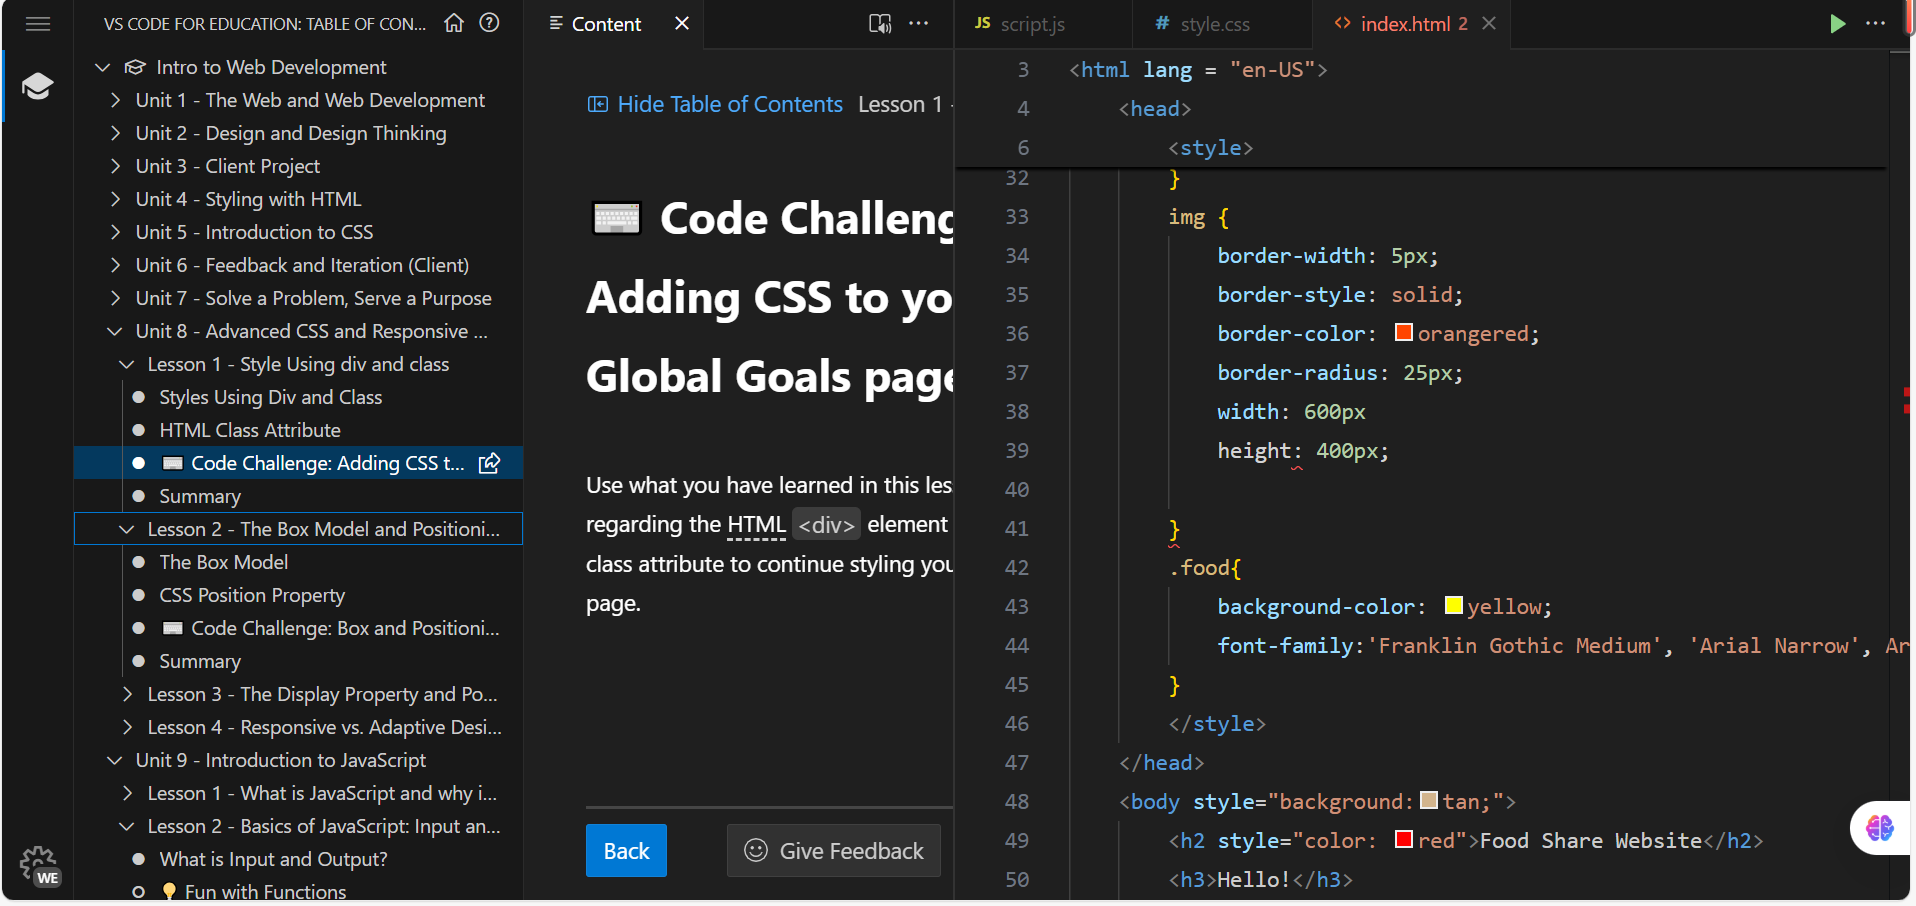 VS CODE FOR EDUCATION: TABLE OF CON...
Intro to Web Development
Unit 1 - The Web and Web Development
Unit 2 - Design and Design Thinking
Unit 3 - Client Project
Unit 4 - Styling with HTML
Unit 5 - Introduction to CSS
Unit 6 - Feedback and Iteration (Client)
Unit 7 - Solve a Problem, Serve a Purpose
Unit 8 - Advanced CSS and Responsive ...
Lesson 1 - Style Using div and class
Styles Using Div and Class
HTML Class Attribute
Code Challenge: Adding CSS t...
Summary
Lesson 2 - The Box Model and Positioni...
The Box Model
CSS Position Property
Code Challenge: Box and Positioni...
Summary
Lesson 3 - The Display Property and Po...
Lesson 4 - Responsive vs. Adaptive Desi...
Unit 9 - Introduction to JavaScript
Lesson 1 - What is JavaScript and why i...
Lesson 2 - Basics of JavaScript: Input an...
What is Input and Output?
Fun with Functions
WE
Content
Hide Table of Contents Lesson 1 -
Code Challeng
Adding CSS to yo
Global Goals page
Use what you have learned in this les
regarding the HTML <div> element
class attribute to continue styling you
page.
Back
Give Feedback
JS script.js
# style.css
<> index.html 2
3 <html lang = "en-US">
4 <head>
6 <style>
32 }
33 img {
34 border-width: 5px;
35 border-style: solid;
36 border-color: orangered;
37 border-radius: 25px;
38 width: 600px
39 height: 400px;
40
41 }
42 .food{
43 background-color: yellow;
44 font-family:'Franklin Gothic Medium', 'Arial Narrow', Ar
45 }
46 </style>
47 </head>
48 <body style="background: tan;">
49 <h2 style="color: red">Food Share Website</h2>
50 <h3>Hello!</h3>